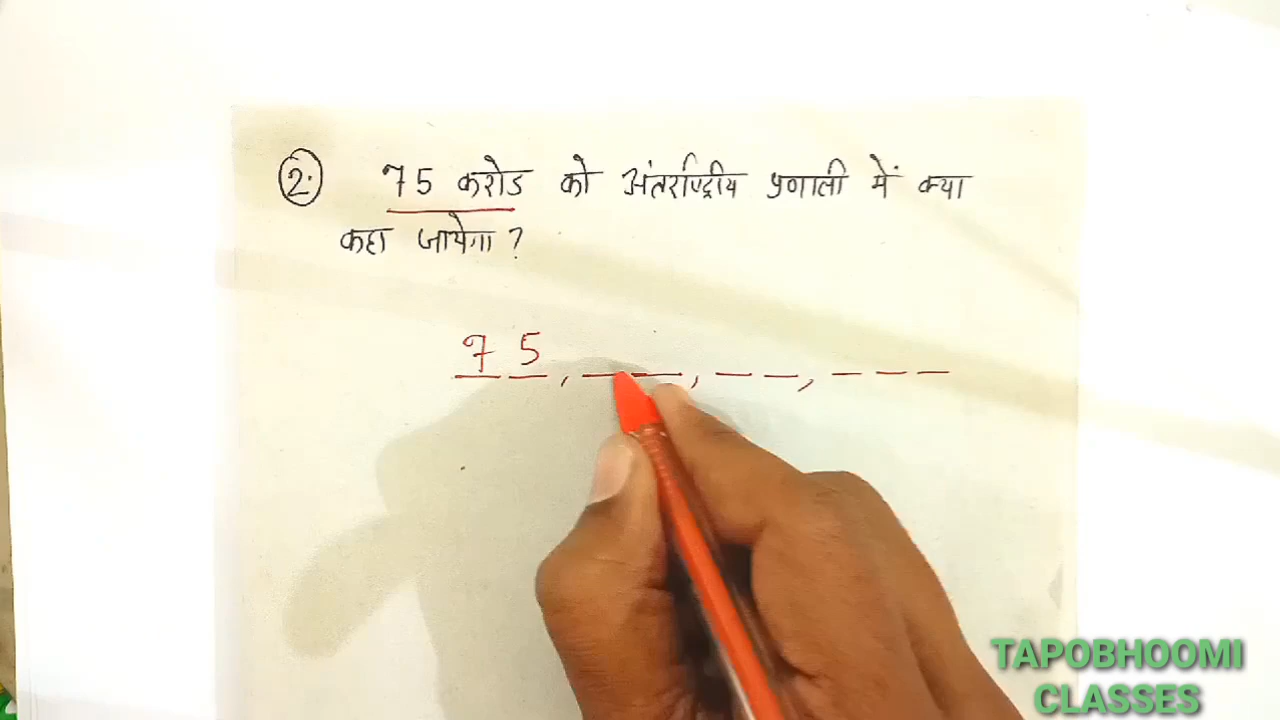 2. 75 करोड को अंतर्राष्ट्रीय प्रणाली में क्या
कहा जायेगा ?
75, _ _, _ _, _ _ _
TAPOBHOOMI
CLASSES